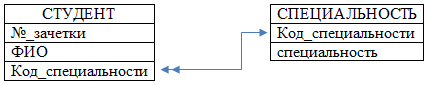 СТУДЕНТ
№_зачетки
ФИО
Код_специальности
СПЕЦИАЛЬНОСТЬ
Код_специальности
специальность